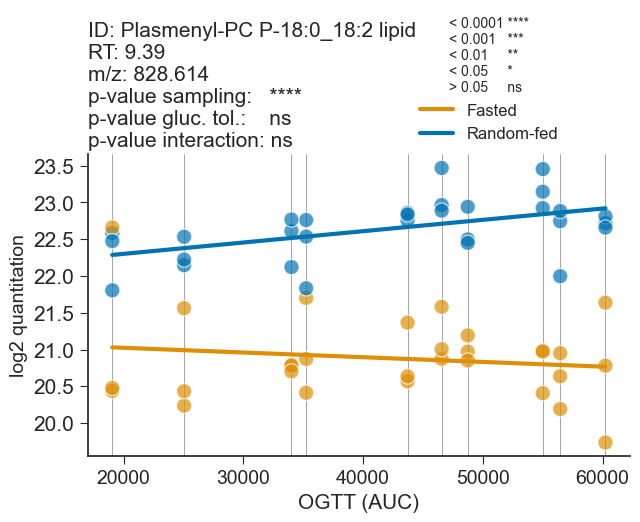 ID: Plasmenyl-PC P-18:0_18:2 lipid
RT: 9.39
m/z: 828.614
p-value sampling: ****
p-value gluc. tol.: ns
p-value interaction: ns
< 0.0001 ****
< 0.001 ***
< 0.01 **
< 0.05 *
> 0.05 ns
Fasted
Random-fed
log2 quantitation
23.5
23.0
22.5
22.0
21.5
21.0
20.5
20.0
20000 30000 40000 50000 60000
OGTT (AUC)